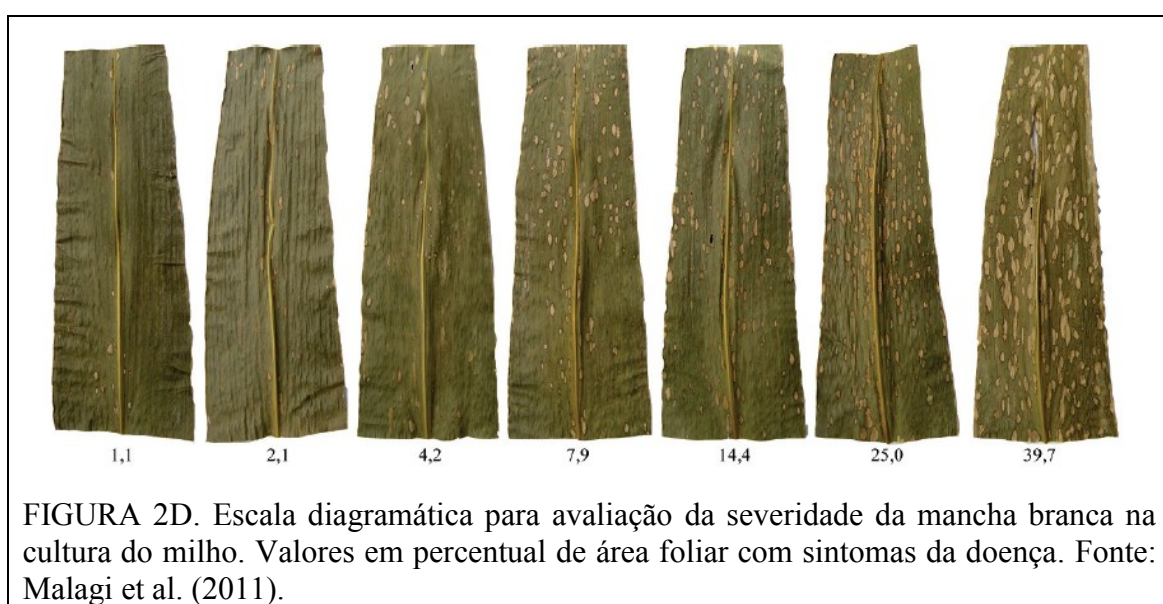 1,1 2,1 4,2 7,9 14,4 25,0 39,7
FIGURA 2D. Escala diagramática para avaliação da severidade da mancha branca na
cultura do milho. Valores em percentual de área foliar com sintomas da doença. Fonte:
Malagi et al. (2011).